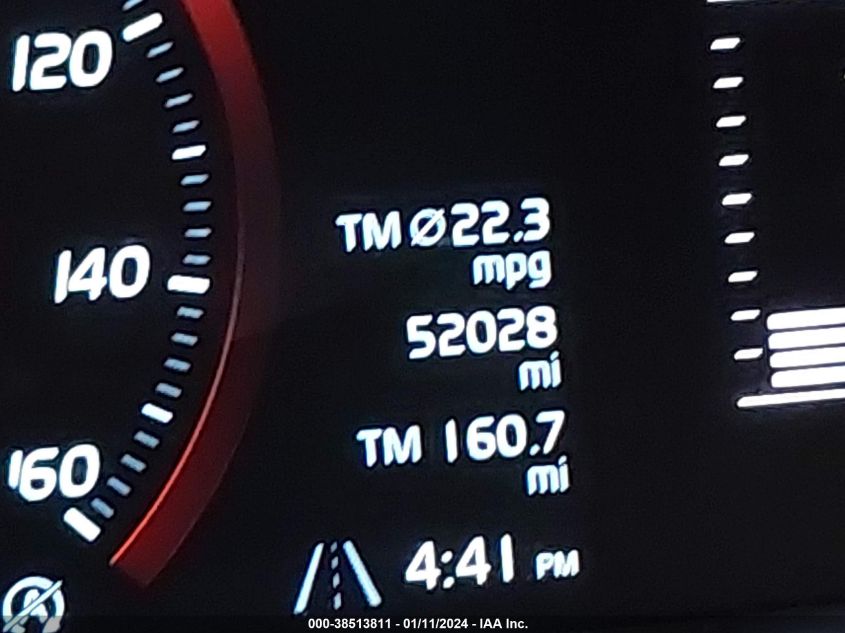 120
140
160
TM Ø 22.3
mpg
52028
mi
TM 160.7
mi
4:41 PM
A
000-38513811 - 01/11/2024 - IAA Inc.